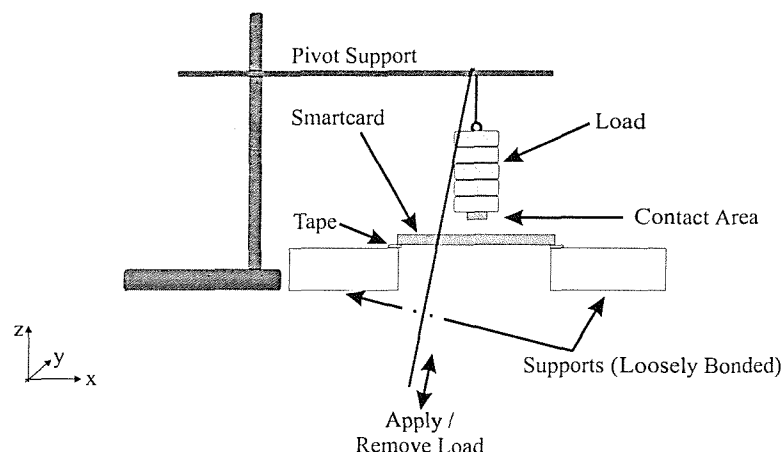 Pivot Support
Smartcard
Load
Tape
Contact Area
z
y
x
Supports (Loosely Bonded)
Apply /
Remove Load